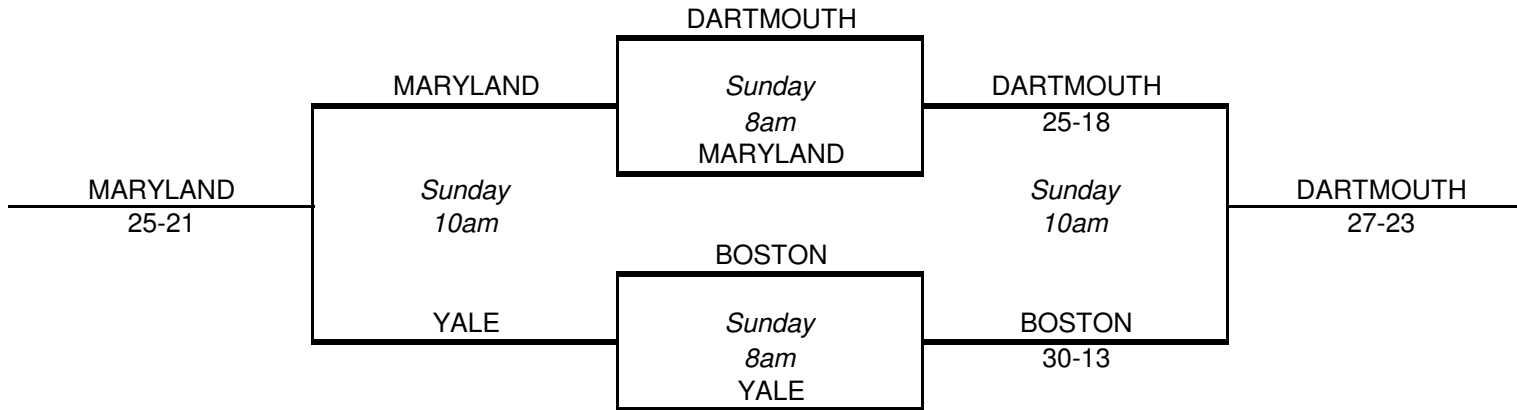 DARTMOUTH
MARYLAND Sunday DARTMOUTH
8am 25-18
MARYLAND
MARYLAND Sunday Sunday DARTMOUTH
25-21 10am 10am 27-23
BOSTON
YALE Sunday BOSTON
8am 30-13
YALE